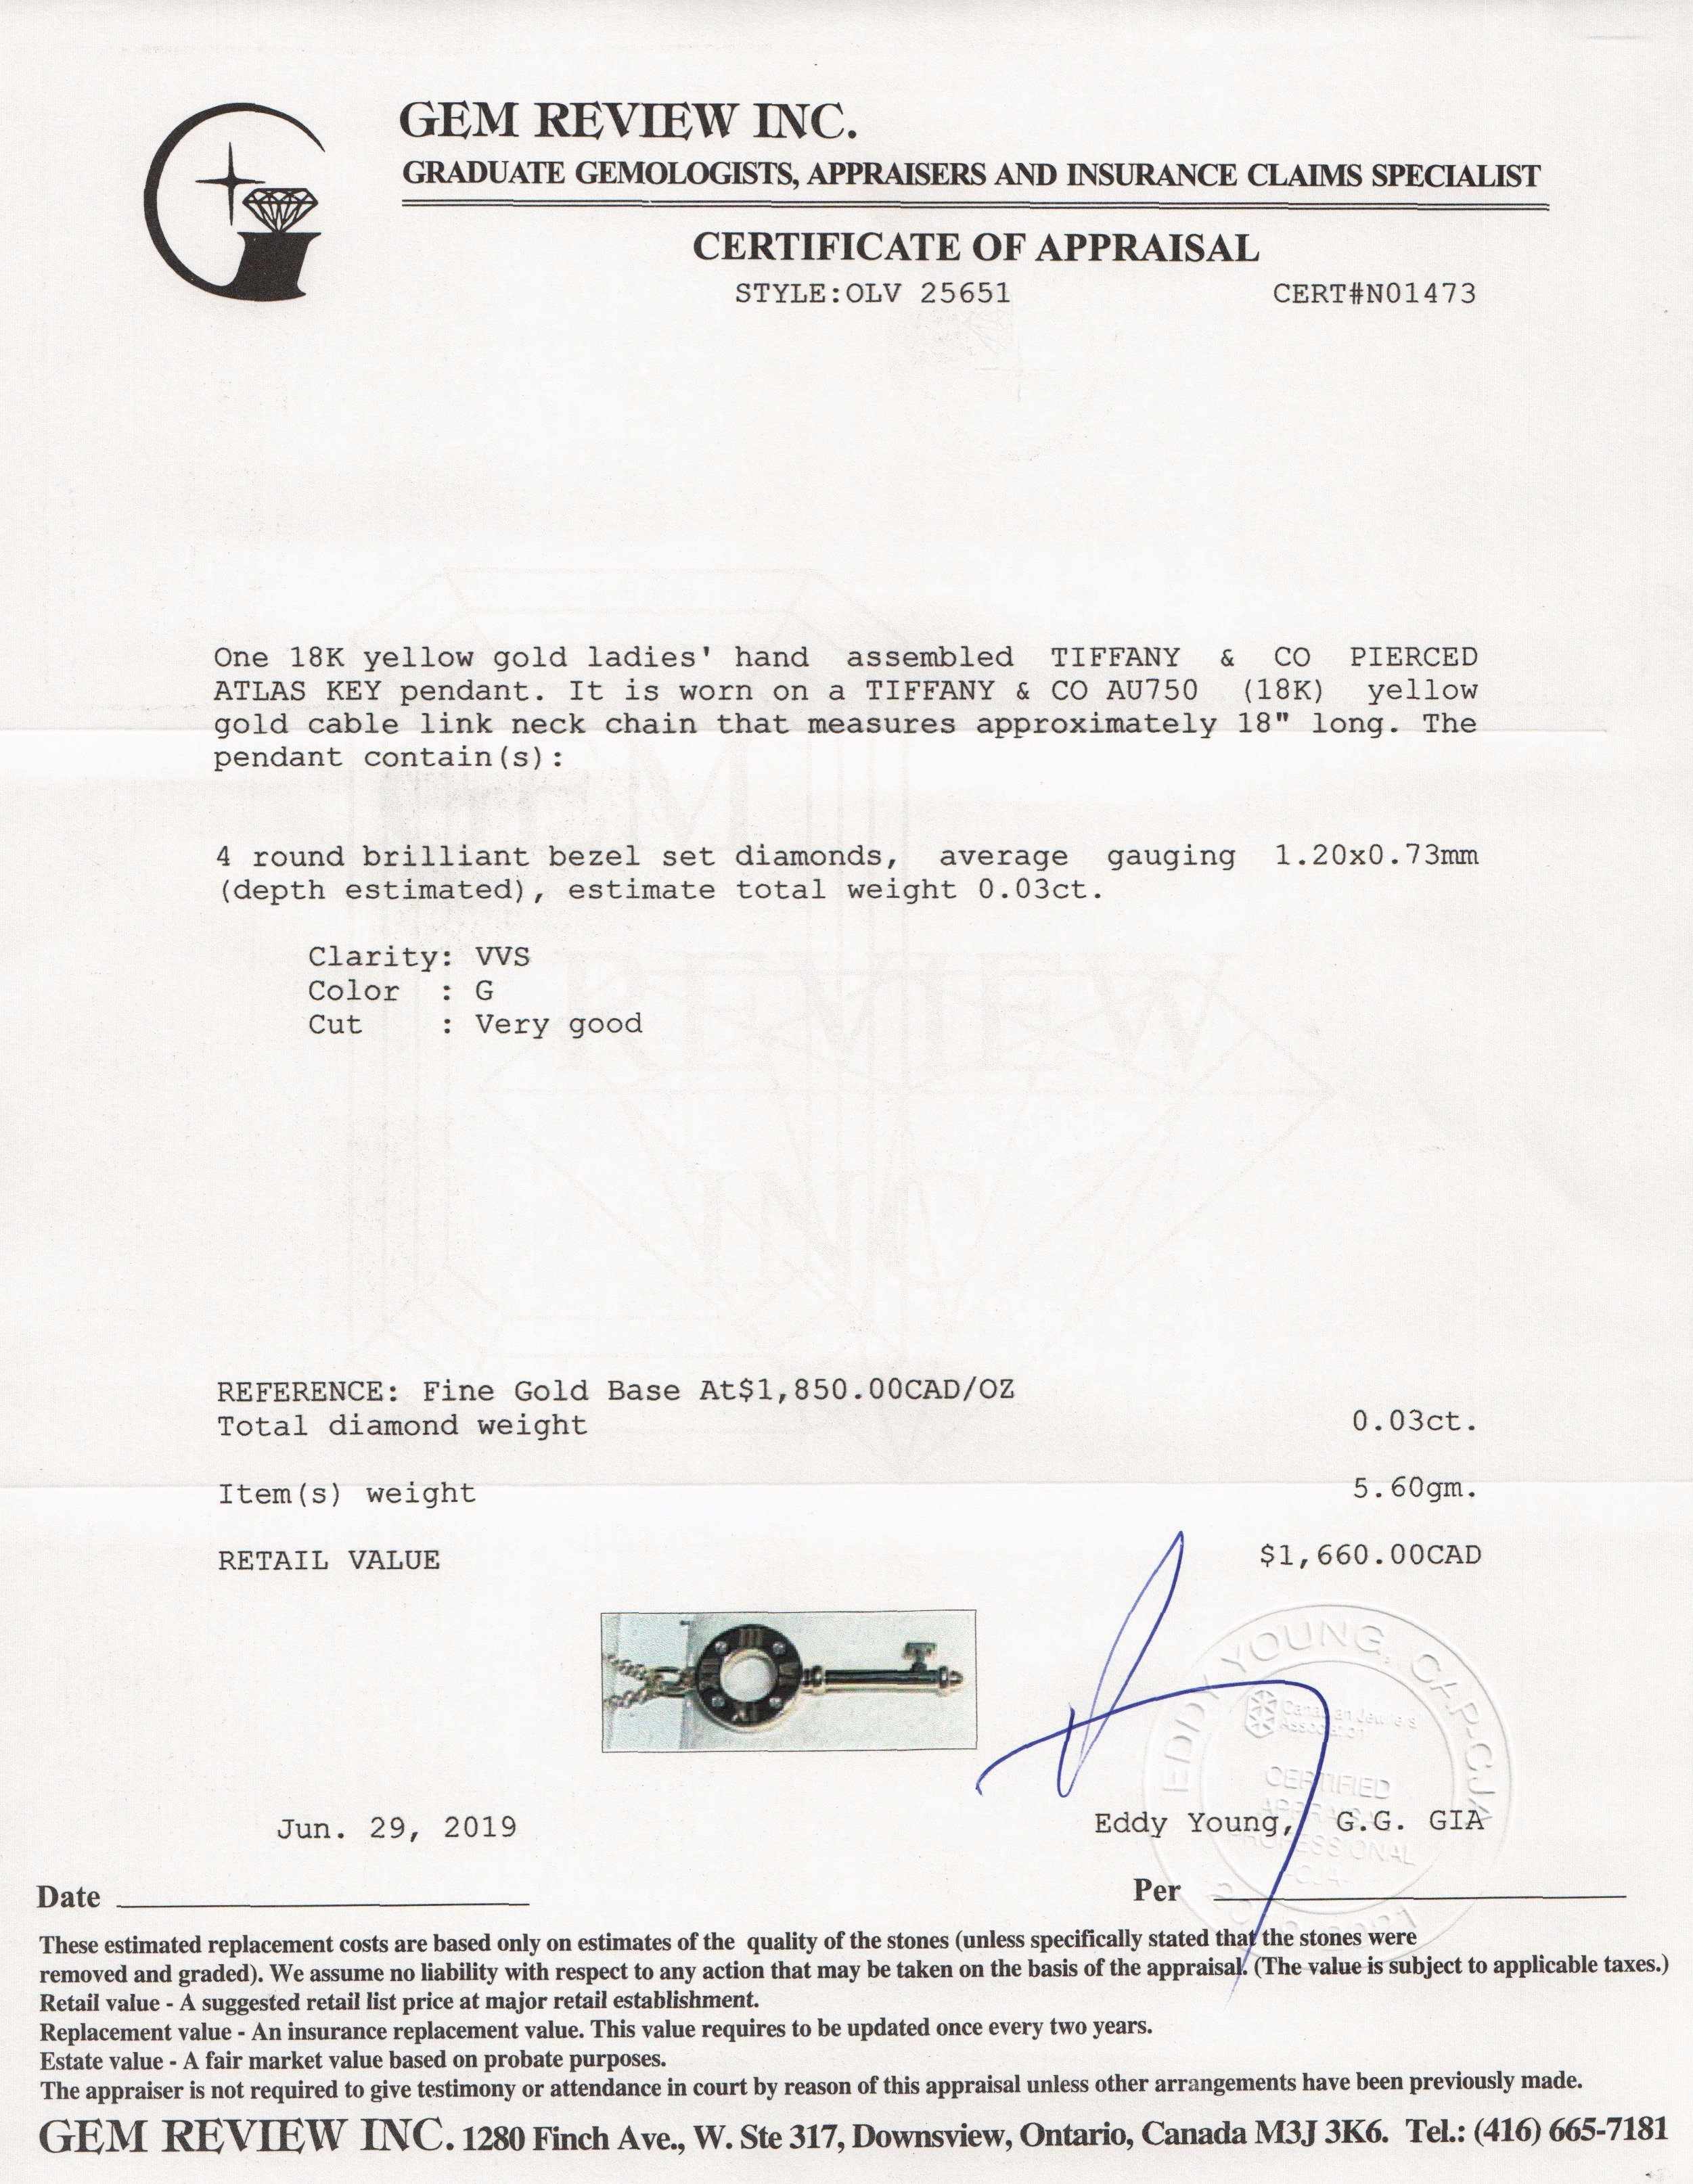 GEM REVIEW INC.
GRADUATE GEMOLOGISTS, APPRAISERS AND INSURANCE CLAIMS SPECIALIST
CERTIFICATE OF APPRAISAL
STYLE:OLV 25651 CERT#N01473
One 18K yellow gold ladies' hand assembled TIFFANY & CO PIERCED
ATLAS KEY pendant. It is worn on a TIFFANY & CO AU750 (18K) yellow
gold cable link neck chain that measures approximately 18" long. The
pendant contain(s):
4 round brilliant bezel set diamonds, average gauging 1.20x0.73mm
(depth estimated), estimate total weight 0.03ct.
Clarity: VVS
Color : G
Cut : Very good
REFERENCE: Fine Gold Base At$1,850.00CAD/OZ
Total diamond weight 0.03ct.
Item(s) weight 5.60gm.
RETAIL VALUE $1,660.00CAD
EDDY YOUNG, CAP-CJA
Canadian Jewellers
Association
CERTIFIED
APPRAISAL
PROFESSIONAL
Jun. 29, 2019 Eddy Young, G.G. GIA
Date Per
These estimated replacement costs are based only on estimates of the quality of the stones (unless specifically stated that the stones were
removed and graded). We assume no liability with respect to any action that may be taken on the basis of the appraisal. (The value is subject to applicable taxes.)
Retail value - A suggested retail list price at major retail establishment.
Replacement value - An insurance replacement value. This value requires to be updated once every two years.
Estate value - A fair market value based on probate purposes.
The appraiser is not required to give testimony or attendance in court by reason of this appraisal unless other arrangements have been previously made.
GEM REVIEW INC. 1280 Finch Ave., W. Ste 317, Downsview, Ontario, Canada M3J 3K6. Tel.: (416) 665-7181